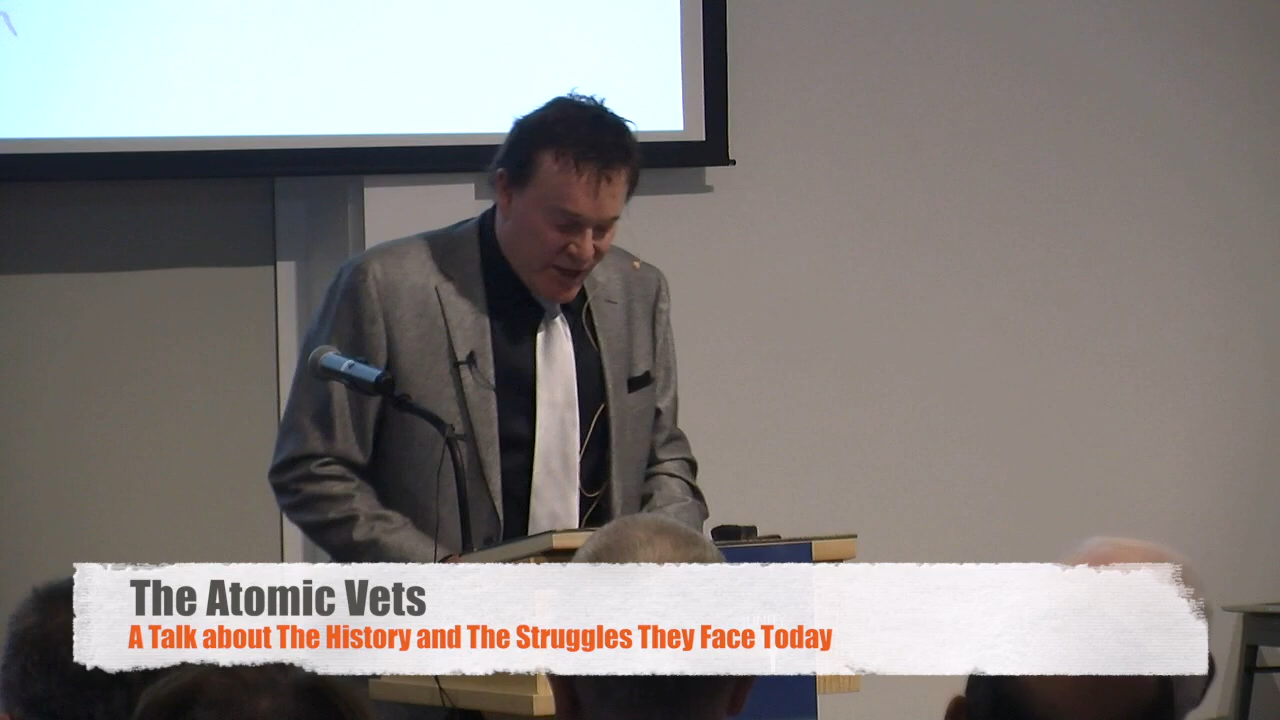 The Atomic Vets
A Talk about The History and The Struggles They Face Today